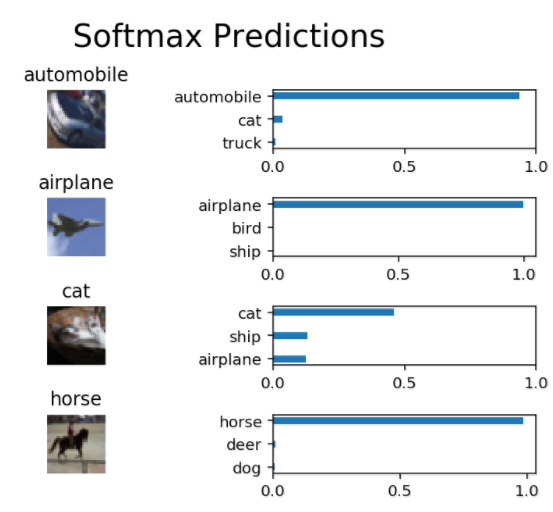 Softmax Predictions
automobile
automobile
cat
truck
0.0 0.5 1.0
airplane
airplane
bird
ship
0.0 0.5 1.0
cat
cat
ship
airplane
0.0 0.5 1.0
horse
horse
deer
dog
0.0 0.5 1.0